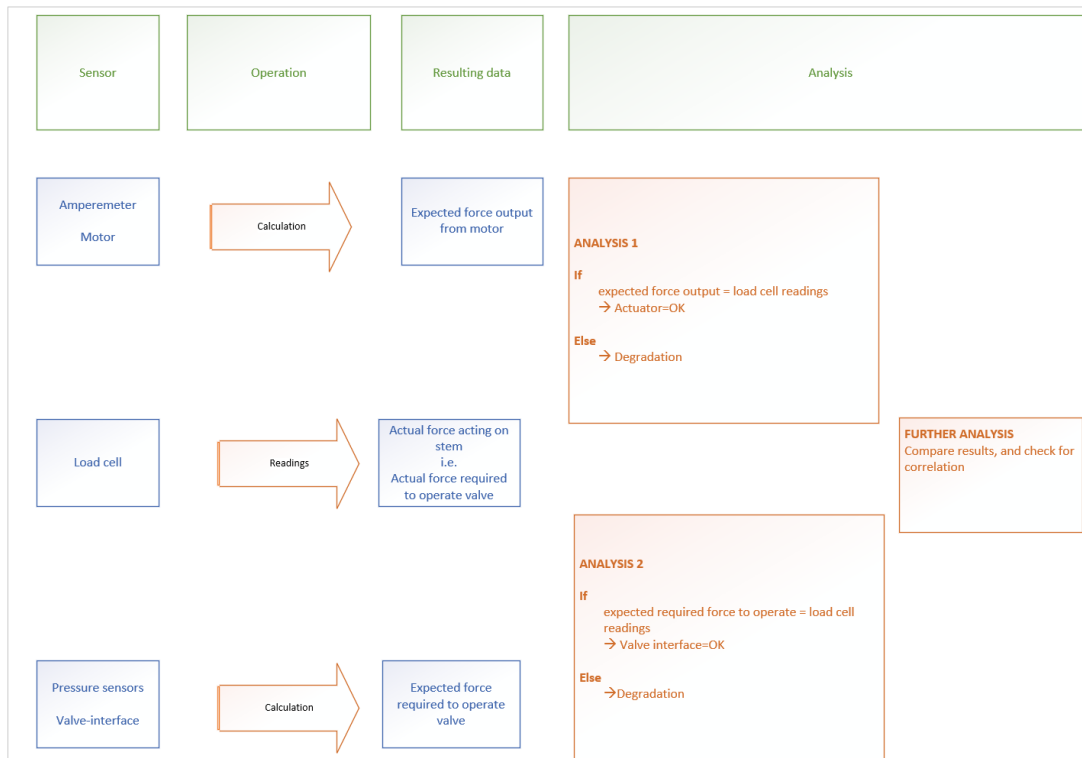 Sensor
Operation
Resulting data
Analysis
Amperemeter
Motor
Calculation
Expected force output
from motor
ANALYSIS 1
If
expected force output = load cell readings
→ Actuator=OK
Else
→ Degradation
Load cell
Readings
Actual force acting on
stem
i.e.
Actual force required
to operate valve
FURTHER ANALYSIS
Compare results, and check for
correlation
Pressure sensors
Valve-interface
Calculation
Expected force
required to operate
valve
ANALYSIS 2
If
expected required force to operate = load cell
readings
→ Valve interface=OK
Else
→Degradation